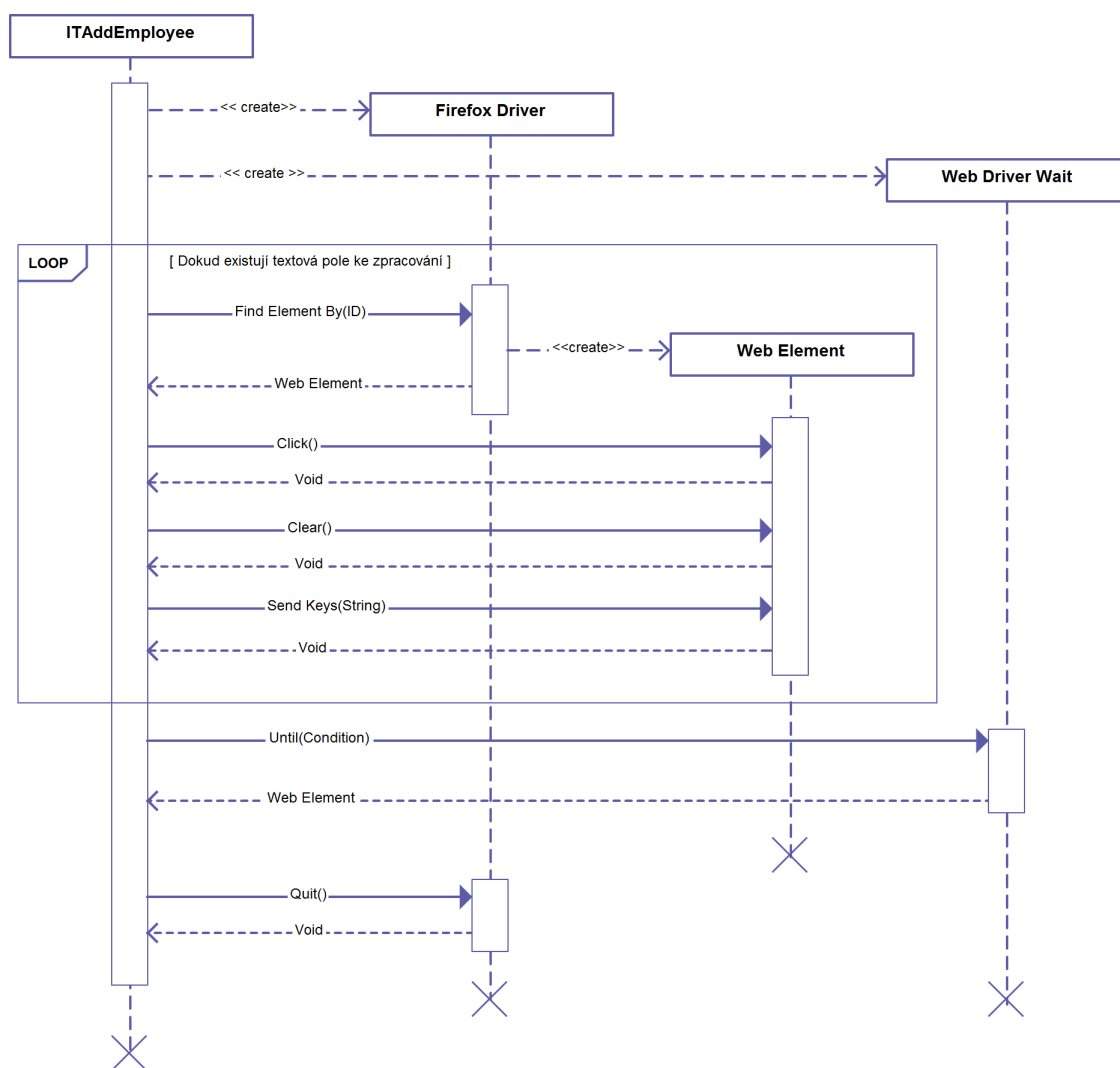 ITAddEmployee
<< create>>
Firefox Driver
<< create >>
Web Driver Wait
LOOP
[ Dokud existují textová pole ke zpracování ]
Find Element By(ID)
<<create>>
Web Element
Web Element
Click()
Void
Clear()
Void
Send Keys(String)
Void
Until(Condition)
Web Element
Quit()
Void